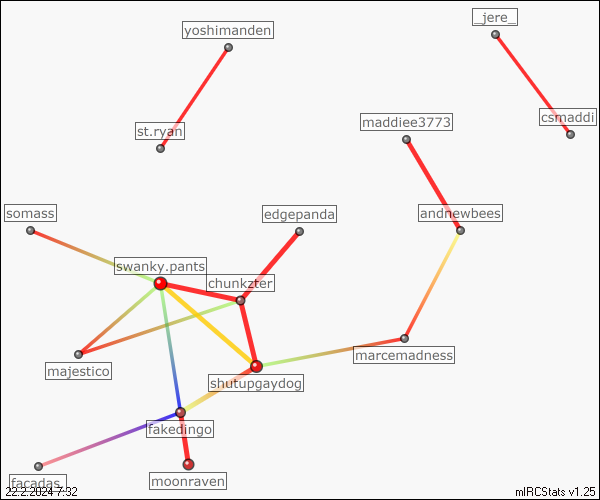 _jere_
yoshimanden
csmaddi
maddiee3773
st.ryan
somass
edgepanda
andnewbees
swanky.pants
chunkzter
marcemadness
majestico
shutupgaydog
fakedingo
facadas_
moonraven
22.2.2024 7:32
mIRCStats v1.25